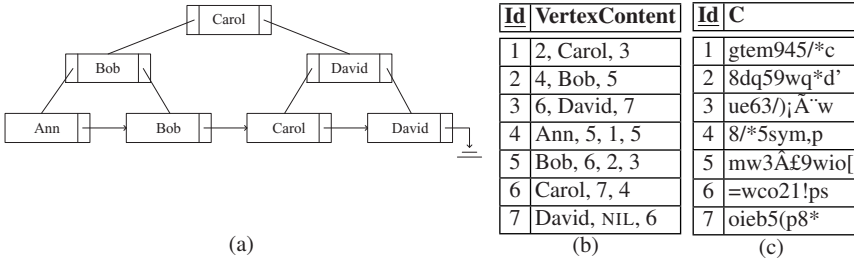 Carol
Bob
David
Ann
Bob
Carol
David
(a)
Id VertexContent
1 2, Carol, 3
2 4, Bob, 5
3 6, David, 7
4 Ann, 5, 1, 5
5 Bob, 6, 2, 3
6 Carol, 7, 4
7 David, NIL, 6
(b)
Id C
1 gtem945/*c
2 8dq59wq*d'
3 ue63/)¡Ã¨w
4 8/*5sym,p
5 mw3Â£9wio[
6 =wco21!ps
7 oieb5(p8*
(c)